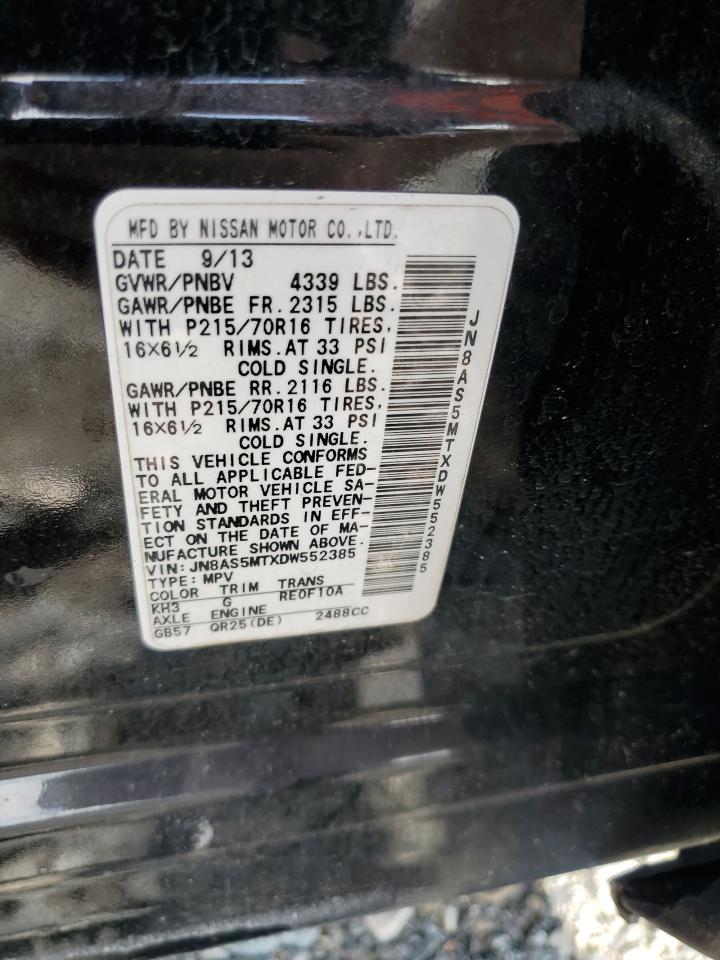 MFD BY NISSAN MOTOR CO.,LTD.
DATE 9/13
GVWR/PNBV 4339 LBS.
GAWR/PNBE FR. 2315 LBS.
WITH P215/70R16 TIRES,
16X6½ RIMS. AT 33 PSI
COLD SINGLE.
GAWR/PNBE RR. 2116 LBS.
WITH P215/70R16 TIRES,
16X6½ RIMS. AT 33 PSI
COLD SINGLE.
THIS VEHICLE CONFORMS
TO ALL APPLICABLE FED-
ERAL MOTOR VEHICLE SA-
FETY AND THEFT PREVEN-
TION STANDARDS IN EFF-
ECT ON THE DATE OF MA-
NUFACTURE SHOWN ABOVE.
VIN: JN8AS5MTXDW552385
TYPE: MPV
COLOR TRIM TRANS
KH3 G RE0F10A
AXLE ENGINE
GB57 QR25(DE) 2488CC
JN8AS5MTXDW552385